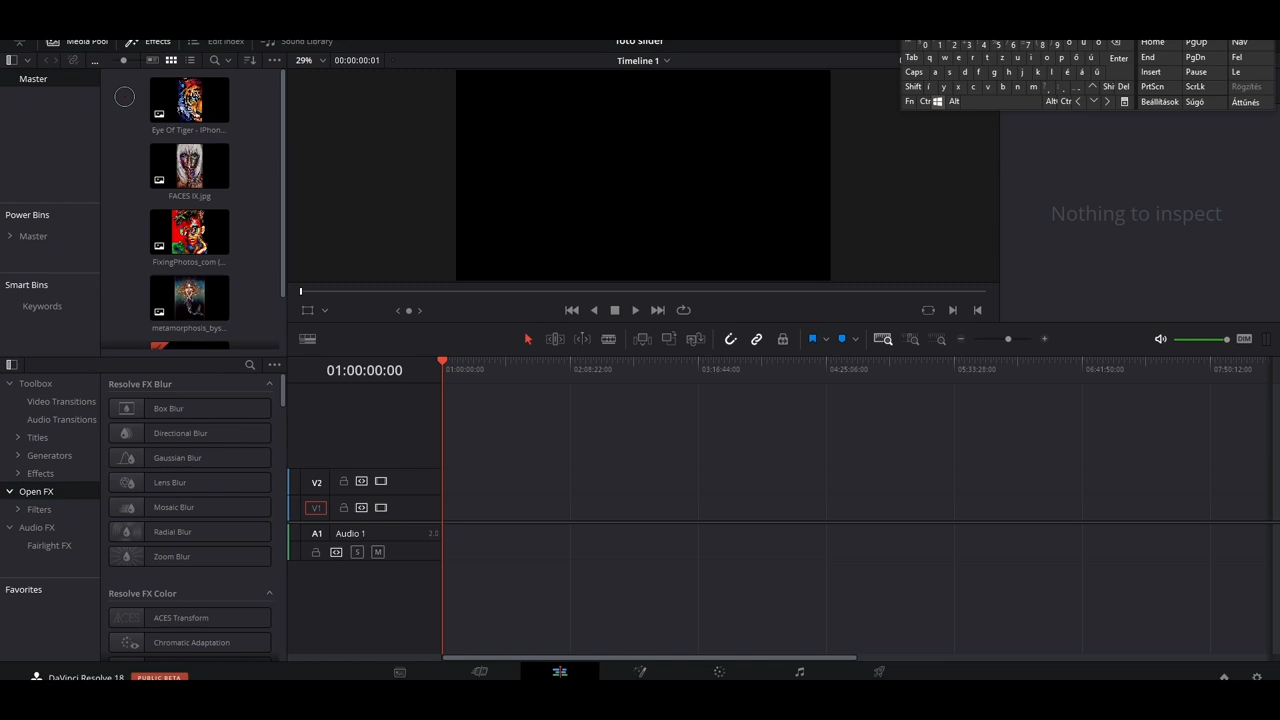 Media Pool
Effects
Edit Index
Sound Library
foto slider
...
29%
00:00:00:01
Timeline 1
Home PgUp Nav
Tab q w e r t z u i o p ő ú Enter End PgDn Fel
Caps a s d f g h j k l é á ű Insert Pause Le
Shift í y x c v b n m , . - Shi Del PrtScn ScrLk Rögzítés
Fn Ctr Alt Alt Ctr Beállítások Súgó Áttűnés
Master
Eye Of Tiger - IPhon...
FACES IX.jpg
FixingPhotos_com (...
metamorphosis_bys...
Power Bins
Master
Smart Bins
Keywords
Nothing to inspect
DIM
01:00:00:00
01:00:00:00
02:08:22:00
03:16:44:00
04:25:06:00
05:33:28:00
06:41:50:00
07:50:12:00
Toolbox
Video Transitions
Audio Transitions
Titles
Generators
Effects
Open FX
Filters
Audio FX
Fairlight FX
Favorites
Resolve FX Blur
Box Blur
Directional Blur
Gaussian Blur
Lens Blur
Mosaic Blur
Radial Blur
Zoom Blur
Resolve FX Color
ACES
ACES Transform
Chromatic Adaptation
V2
V1
A1 Audio 1 2.0
S M
DaVinci Resolve 18
PUBLIC BETA